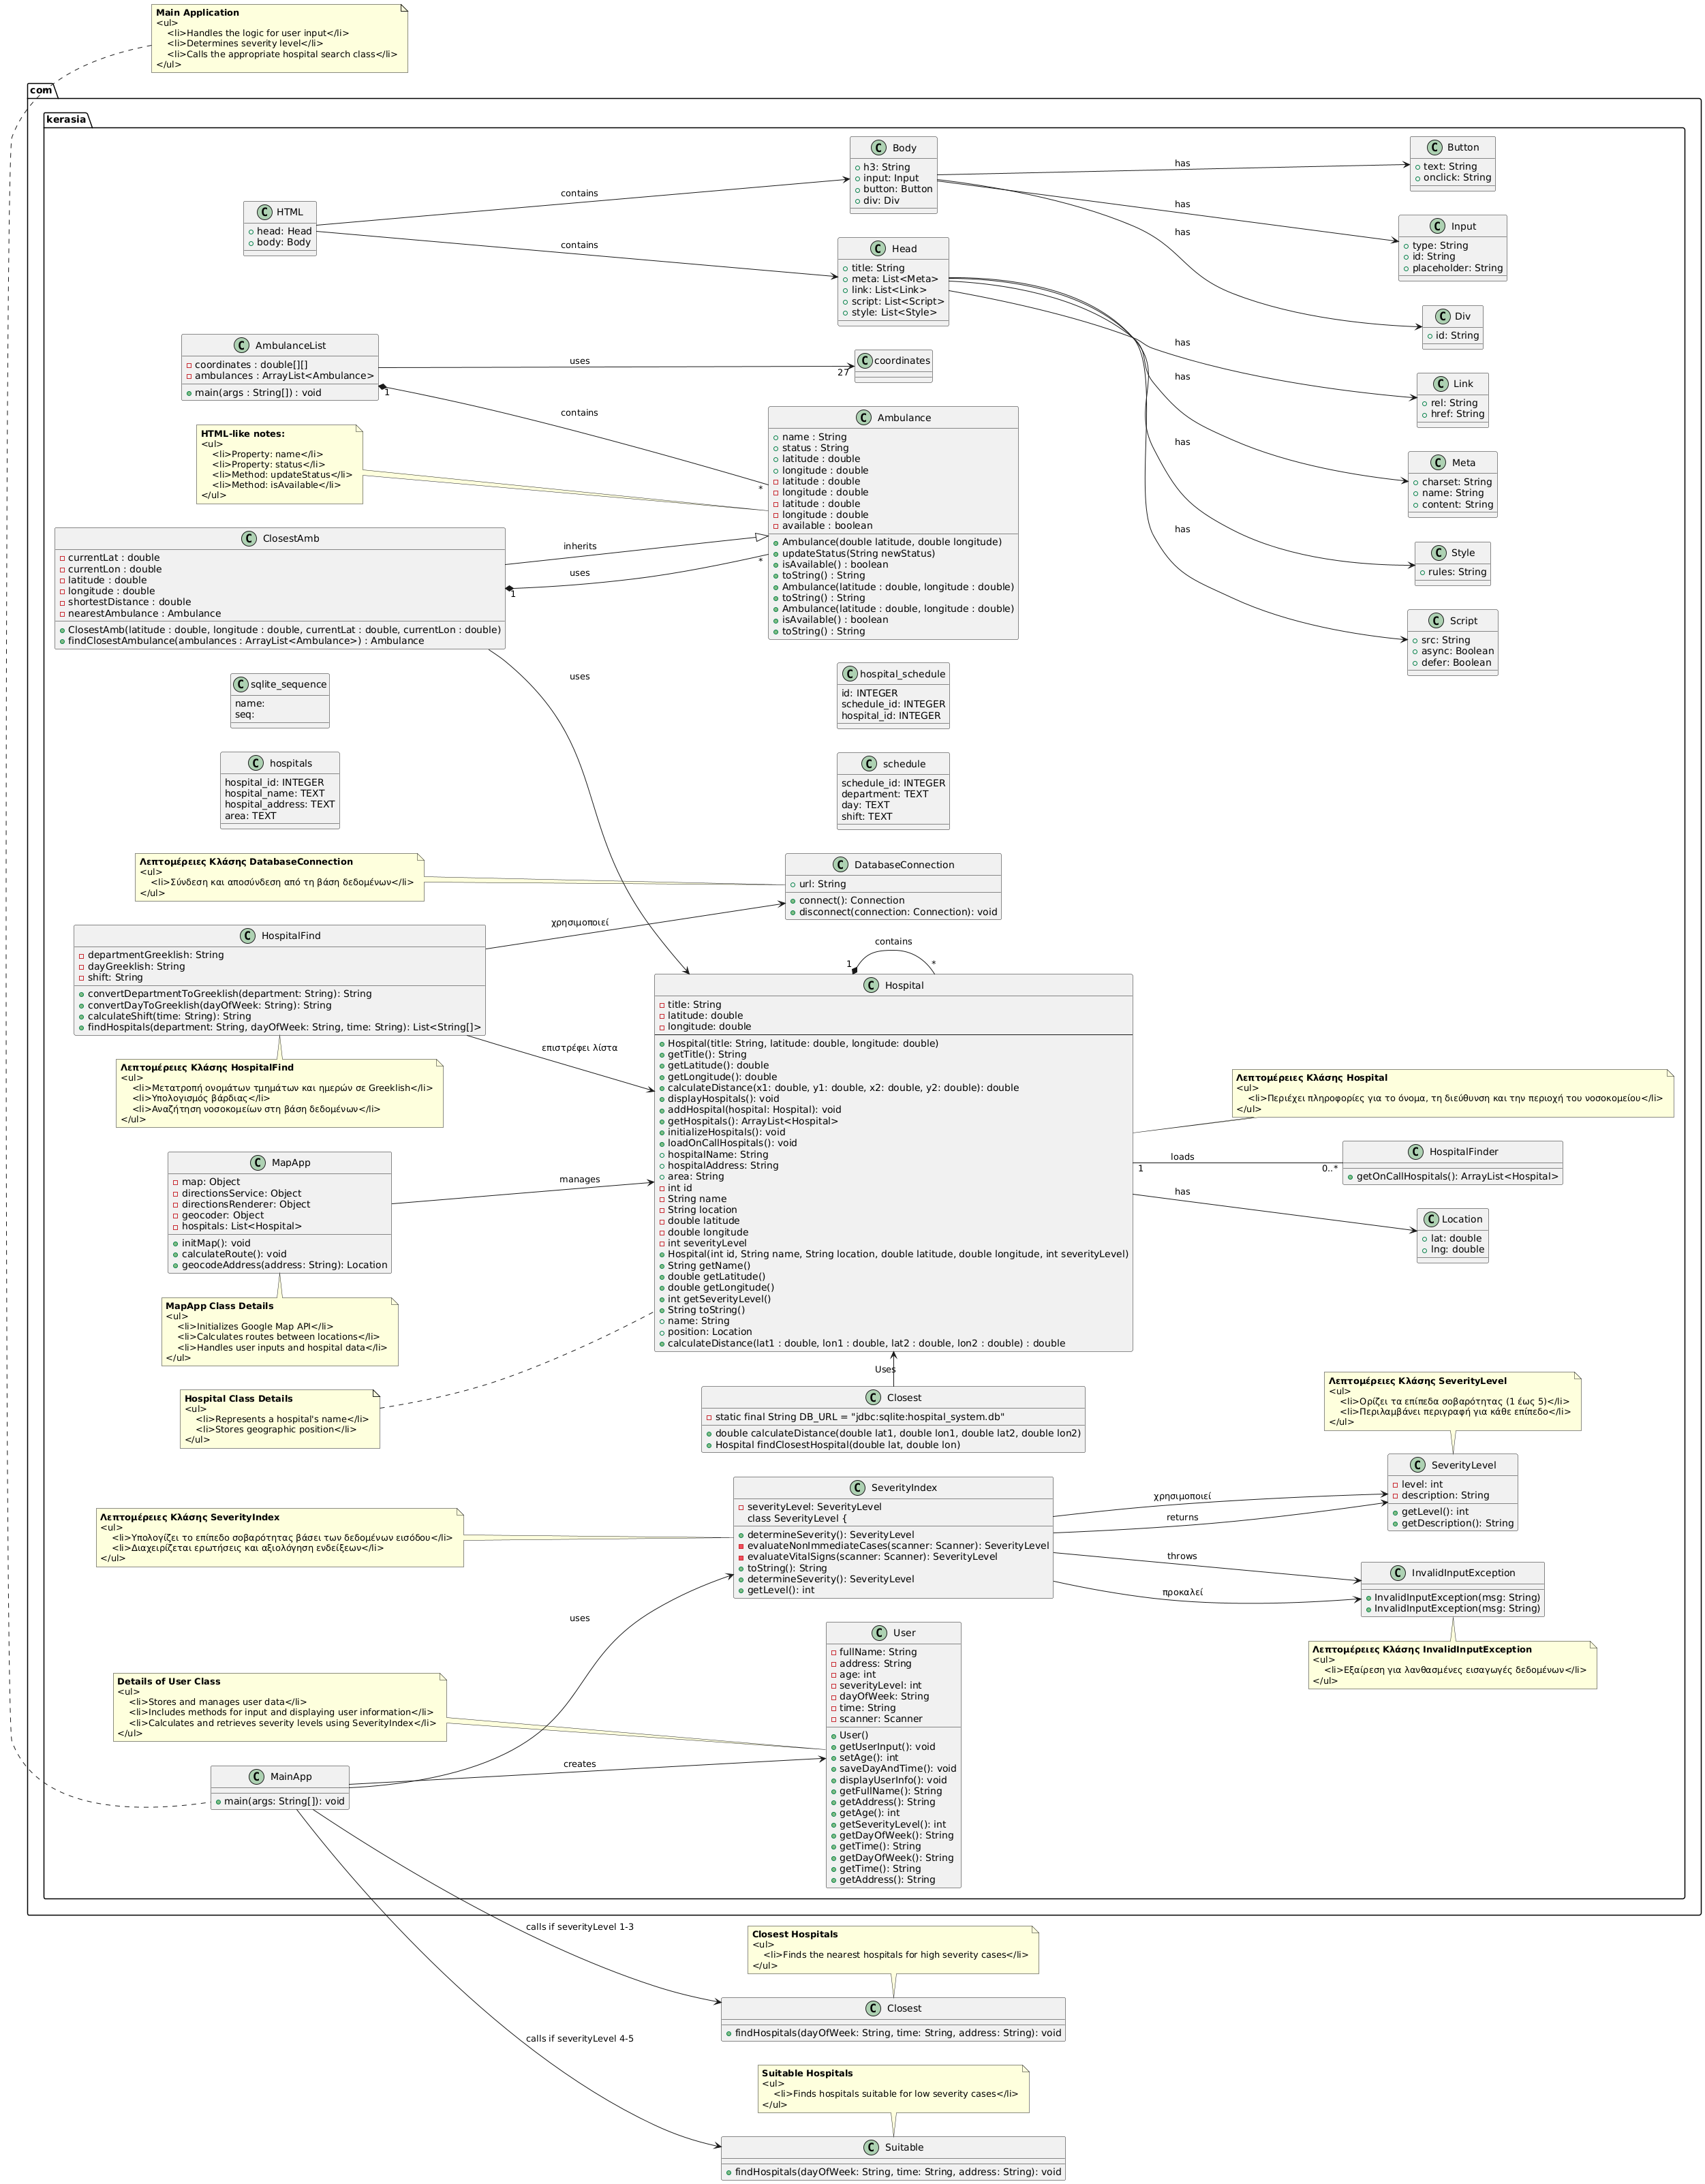 Main Application
<ul>
<li>Handles the logic for user input</li>
<li>Determines severity level</li>
<li>Calls the appropriate hospital search class</li>
</ul>
com
kerasia
C HTML
head: Head
body: Body
contains
contains
C Body
h3: String
input: Input
button: Button
div: Div
C Head
title: String
meta: List<Meta>
link: List<Link>
script: List<Script>
style: List<Style>
has
has
has
has
has
has
has
C Button
text: String
onclick: String
C Input
type: String
id: String
placeholder: String
C Div
id: String
C Link
rel: String
href: String
C Meta
charset: String
name: String
content: String
C Style
rules: String
C Script
src: String
async: Boolean
defer: Boolean
C AmbulanceList
coordinates : double[][]
ambulances : ArrayList<Ambulance>
main(args : String[]) : void
uses
27
C coordinates
1
contains
*
HTML-like notes:
<ul>
<li>Property: name</li>
<li>Property: status</li>
<li>Method: updateStatus</li>
<li>Method: isAvailable</li>
</ul>
C Ambulance
name : String
status : String
latitude : double
longitude : double
latitude : double
longitude : double
latitude : double
longitude : double
available : boolean
Ambulance(double latitude, double longitude)
updateStatus(String newStatus)
isAvailable() : boolean
toString() : String
Ambulance(latitude : double, longitude : double)
toString() : String
Ambulance(latitude : double, longitude : double)
isAvailable() : boolean
toString() : String
C ClosestAmb
currentLat : double
currentLon : double
latitude : double
longitude : double
shortestDistance : double
nearestAmbulance : Ambulance
ClosestAmb(latitude : double, longitude : double, currentLat : double, currentLon : double)
findClosestAmbulance(ambulances : ArrayList<Ambulance>) : Ambulance
inherits
uses
1
*
uses
C sqlite_sequence
name:
seq:
C hospital_schedule
id: INTEGER
schedule_id: INTEGER
hospital_id: INTEGER
C hospitals
hospital_id: INTEGER
hospital_name: TEXT
hospital_address: TEXT
area: TEXT
C schedule
schedule_id: INTEGER
department: TEXT
day: TEXT
shift: TEXT
Λεπτομέρειες Κλάσης DatabaseConnection
<ul>
<li>Σύνδεση και αποσύνδεση από τη βάση δεδομένων</li>
</ul>
C DatabaseConnection
url: String
connect(): Connection
disconnect(connection: Connection): void
C HospitalFind
departmentGreeklish: String
dayGreeklish: String
shift: String
convertDepartmentToGreeklish(department: String): String
convertDayToGreeklish(dayOfWeek: String): String
calculateShift(time: String): String
findHospitals(department: String, dayOfWeek: String, time: String): List<String[]>
χρησιμοποιεί
επιστρέφει λίστα
Λεπτομέρειες Κλάσης HospitalFind
<ul>
<li>Μετατροπή ονομάτων τμημάτων και ημερών σε Greeklish</li>
<li>Υπολογισμός βάρδιας</li>
<li>Αναζήτηση νοσοκομείων στη βάση δεδομένων</li>
</ul>
contains
1
*
C Hospital
title: String
latitude: double
longitude: double
Hospital(title: String, latitude: double, longitude: double)
getTitle(): String
getLatitude(): double
getLongitude(): double
calculateDistance(x1: double, y1: double, x2: double, y2: double): double
displayHospitals(): void
addHospital(hospital: Hospital): void
getHospitals(): ArrayList<Hospital>
initializeHospitals(): void
loadOnCallHospitals(): void
hospitalName: String
hospitalAddress: String
area: String
int id
String name
String location
double latitude
double longitude
int severityLevel
Hospital(int id, String name, String location, double latitude, double longitude, int severityLevel)
String getName()
double getLatitude()
double getLongitude()
int getSeverityLevel()
String toString()
name: String
position: Location
calculateDistance(lat1 : double, lon1 : double, lat2 : double, lon2 : double) : double
Λεπτομέρειες Κλάσης Hospital
<ul>
<li>Περιέχει πληροφορίες για το όνομα, τη διεύθυνση και την περιοχή του νοσοκομείου</li>
</ul>
loads
1
0..*
C HospitalFinder
getOnCallHospitals(): ArrayList<Hospital>
has
C Location
lat: double
lng: double
C MapApp
map: Object
directionsService: Object
directionsRenderer: Object
geocoder: Object
hospitals: List<Hospital>
initMap(): void
calculateRoute(): void
geocodeAddress(address: String): Location
manages
MapApp Class Details
<ul>
<li>Initializes Google Map API</li>
<li>Calculates routes between locations</li>
<li>Handles user inputs and hospital data</li>
</ul>
Hospital Class Details
<ul>
<li>Represents a hospital's name</li>
<li>Stores geographic position</li>
</ul>
Uses
C Closest
static final String DB_URL = "jdbc:sqlite:hospital_system.db"
double calculateDistance(double lat1, double lon1, double lat2, double lon2)
Hospital findClosestHospital(double lat, double lon)
Λεπτομέρειες Κλάσης SeverityLevel
<ul>
<li>Ορίζει τα επίπεδα σοβαρότητας (1 έως 5)</li>
<li>Περιλαμβάνει περιγραφή για κάθε επίπεδο</li>
</ul>
C SeverityLevel
level: int
description: String
getLevel(): int
getDescription(): String
Λεπτομέρειες Κλάσης SeverityIndex
<ul>
<li>Υπολογίζει το επίπεδο σοβαρότητας βάσει των δεδομένων εισόδου</li>
<li>Διαχειρίζεται ερωτήσεις και αξιολόγηση ενδείξεων</li>
</ul>
C SeverityIndex
severityLevel: SeverityLevel
class SeverityLevel {
determineSeverity(): SeverityLevel
evaluateNonImmediateCases(scanner: Scanner): SeverityLevel
evaluateVitalSigns(scanner: Scanner): SeverityLevel
toString(): String
determineSeverity(): SeverityLevel
getLevel(): int
χρησιμοποιεί
returns
throws
προκαλεί
C InvalidInputException
InvalidInputException(msg: String)
InvalidInputException(msg: String)
Λεπτομέρειες Κλάσης InvalidInputException
<ul>
<li>Εξαίρεση για λανθασμένες εισαγωγές δεδομένων</li>
</ul>
uses
C User
fullName: String
address: String
age: int
severityLevel: int
dayOfWeek: String
time: String
scanner: Scanner
User()
getUserInput(): void
setAge(): int
saveDayAndTime(): void
displayUserInfo(): void
getFullName(): String
getAddress(): String
getAge(): int
getSeverityLevel(): int
getDayOfWeek(): String
getTime(): String
getDayOfWeek(): String
getTime(): String
getAddress(): String
Details of User Class
<ul>
<li>Stores and manages user data</li>
<li>Includes methods for input and displaying user information</li>
<li>Calculates and retrieves severity levels using SeverityIndex</li>
</ul>
C MainApp
main(args: String[]): void
creates
calls if severityLevel 1-3
Closest Hospitals
<ul>
<li>Finds the nearest hospitals for high severity cases</li>
</ul>
C Closest
findHospitals(dayOfWeek: String, time: String, address: String): void
calls if severityLevel 4-5
Suitable Hospitals
<ul>
<li>Finds hospitals suitable for low severity cases</li>
</ul>
C Suitable
findHospitals(dayOfWeek: String, time: String, address: String): void